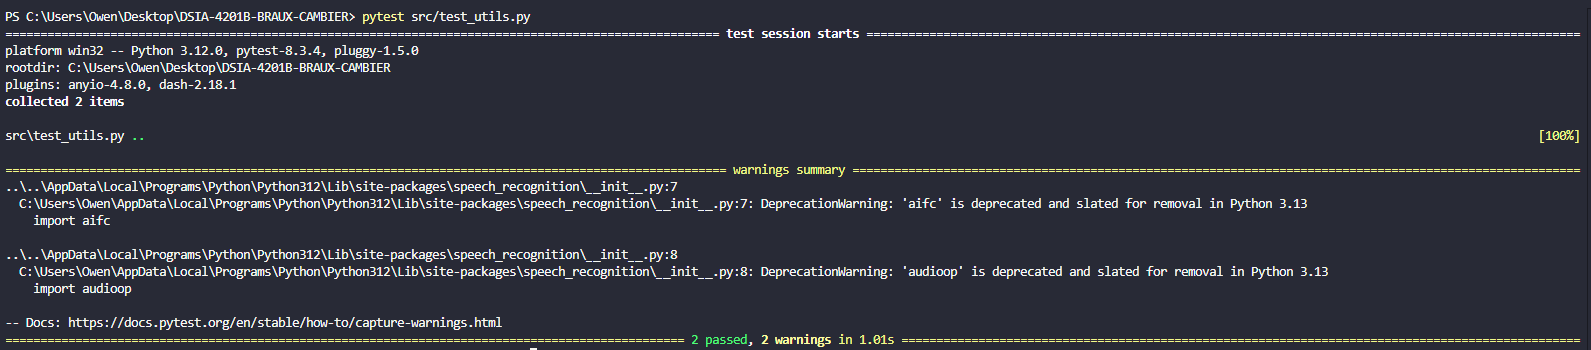 PS C:\Users\Owen\Desktop\DSIA-4201B-BRAUX-CAMBIER> pytest src/test_utils.py
======================================================================================================= test session starts =======================================================================================================
platform win32 -- Python 3.12.0, pytest-8.3.4, pluggy-1.5.0
rootdir: C:\Users\Owen\Desktop\DSIA-4201B-BRAUX-CAMBIER
plugins: anyio-4.8.0, dash-2.18.1
collected 2 items
src\test_utils.py .. [100%]
======================================================================================================== warnings summary ========================================================================================================
..\..\AppData\Local\Programs\Python\Python312\Lib\site-packages\speech_recognition\__init__.py:7
C:\Users\Owen\AppData\Local\Programs\Python\Python312\Lib\site-packages\speech_recognition\__init__.py:7: DeprecationWarning: 'aifc' is deprecated and slated for removal in Python 3.13
import aifc
..\..\AppData\Local\Programs\Python\Python312\Lib\site-packages\speech_recognition\__init__.py:8
C:\Users\Owen\AppData\Local\Programs\Python\Python312\Lib\site-packages\speech_recognition\__init__.py:8: DeprecationWarning: 'audioop' is deprecated and slated for removal in Python 3.13
import audioop
-- Docs: https://docs.pytest.org/en/stable/how-to/capture-warnings.html
================================================================================================= 2 passed, 2 warnings in 1.01s =================================================================================================